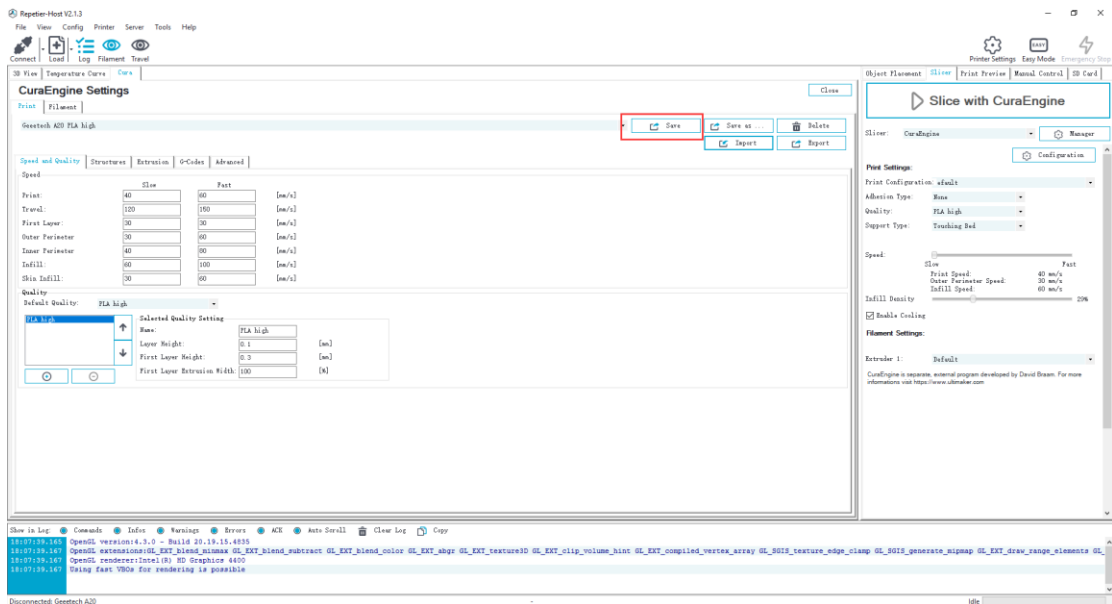 Repetier-Host V2.1.3
File View Config Printer Server Tools Help
Connect Load Log Filament Travel
Printer Settings Easy Mode Emergency Stop
EASY
3D View Temperature Curve Cura
Object Placement Slicer Print Preview Manual Control SD Card
CuraEngine Settings
Close
Print Filament
Geeetech A20 PLA high
Save Save as ... Delete
Import Export
Speed and Quality Structures Extrusion G-Codes Advanced
Speed
Slow Fast
Print: 40 60 [mm/s]
Travel: 120 150 [mm/s]
First Layer: 30 30 [mm/s]
Outer Perimeter 30 60 [mm/s]
Inner Perimeter 40 80 [mm/s]
Infill: 60 100 [mm/s]
Skin Infill: 30 60 [mm/s]
Quality
Default Quality: PLA high
PLA high
Selected Quality Setting
Name: PLA high
Layer Height: 0.1 [mm]
First Layer Height: 0.3 [mm]
First Layer Extrusion Width: 100 [%]
Slice with CuraEngine
Slicer: CuraEngine Manager
Configuration
Print Settings:
Print Configuration: efault
Adhesion Type: None
Quality: PLA high
Support Type: Touching Bed
Speed:
Slow Fast
Print Speed: 40 mm/s
Outer Perimeter Speed: 30 mm/s
Infill Speed: 60 mm/s
Infill Density 29%
Enable Cooling
Filament Settings:
Extruder 1: Default
CuraEngine is separate, external program developed by David Braam. For more
informations visit https://www.ultimaker.com
Show in Log: Commands Infos Warnings Errors ACK Auto Scroll Clear Log Copy
18:07:39.165 OpenGL version:4.3.0 - Build 20.19.15.4835
18:07:39.167 OpenGL extensions:GL_EXT_blend_minmax GL_EXT_blend_subtract GL_EXT_blend_color GL_EXT_abgr GL_EXT_texture3D GL_EXT_clip_volume_hint GL_EXT_compiled_vertex_array GL_SGIS_texture_edge_clamp GL_SGIS_generate_mipmap GL_EXT_draw_range_elements GL_
18:07:39.167 OpenGL renderer:Intel(R) HD Graphics 4400
18:07:39.167 Using fast VBOs for rendering is possible
Disconnected: Geeetech A20 - Idle